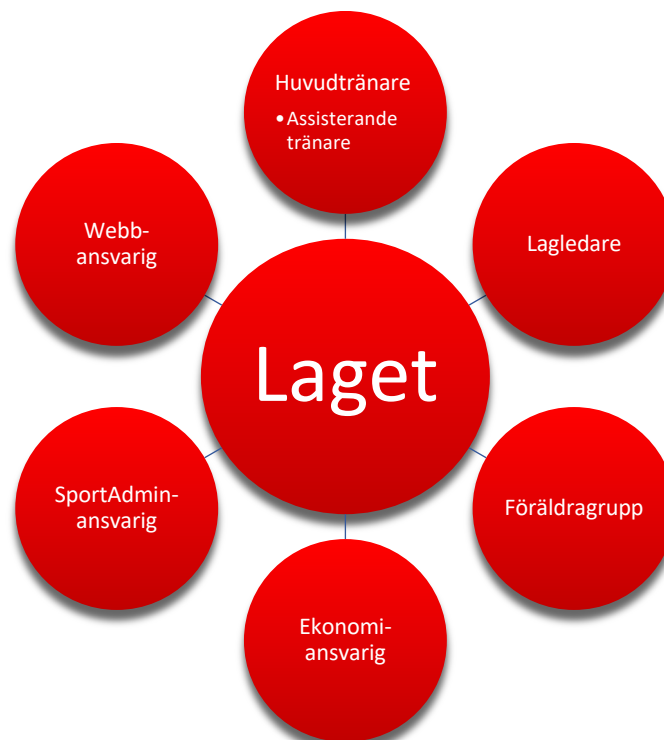 Huvudtränare
•Assisterande
tränare
Webb-
ansvarig
Lagledare
Laget
SportAdmin-
ansvarig
Föräldragrupp
Ekonomi-
ansvarig